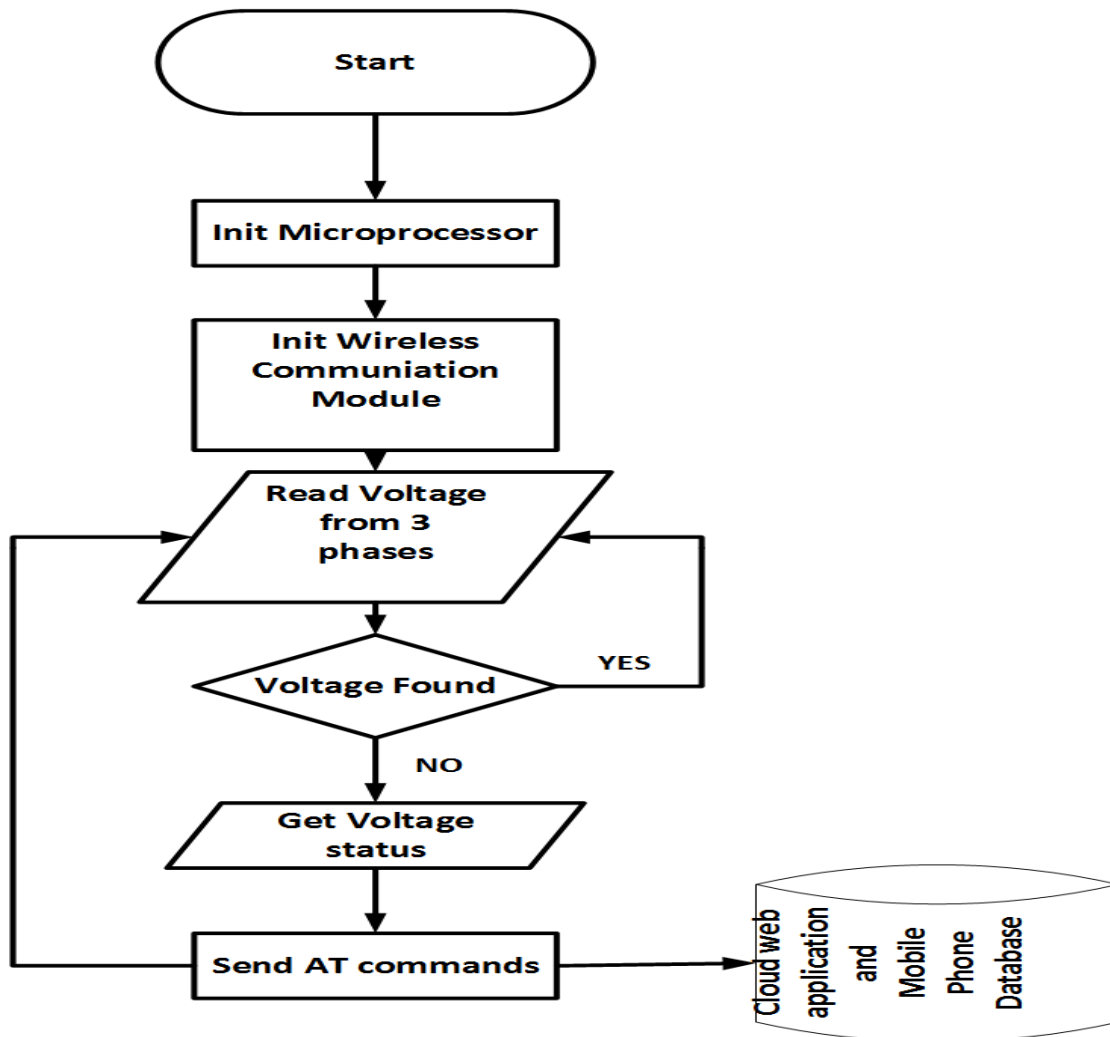 Start
Init Microprocessor
Init Wireless
Communiation
Module
Read Voltage
from 3
phases
YES
Voltage Found
NO
Get Voltage
status
Send AT commands
Cloud web
application
and
Mobile
Phone
Database